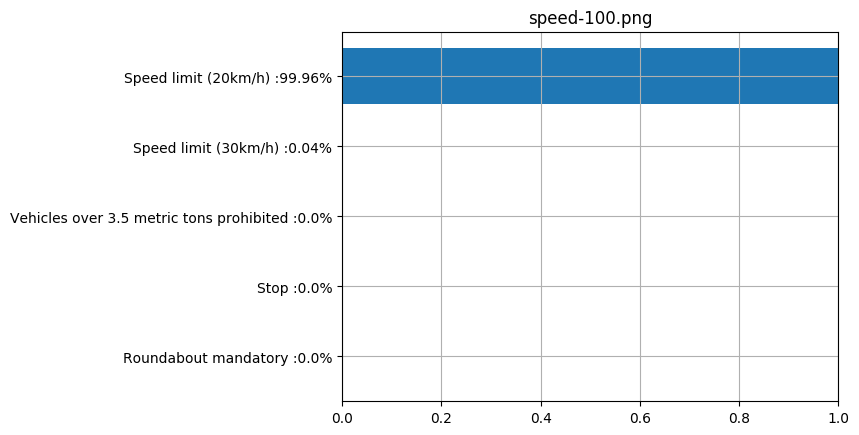 speed-100.png
Speed limit (20km/h) :99.96%
Speed limit (30km/h) :0.04%
Vehicles over 3.5 metric tons prohibited :0.0%
Stop :0.0%
Roundabout mandatory :0.0%
0.0 0.2 0.4 0.6 0.8 1.0